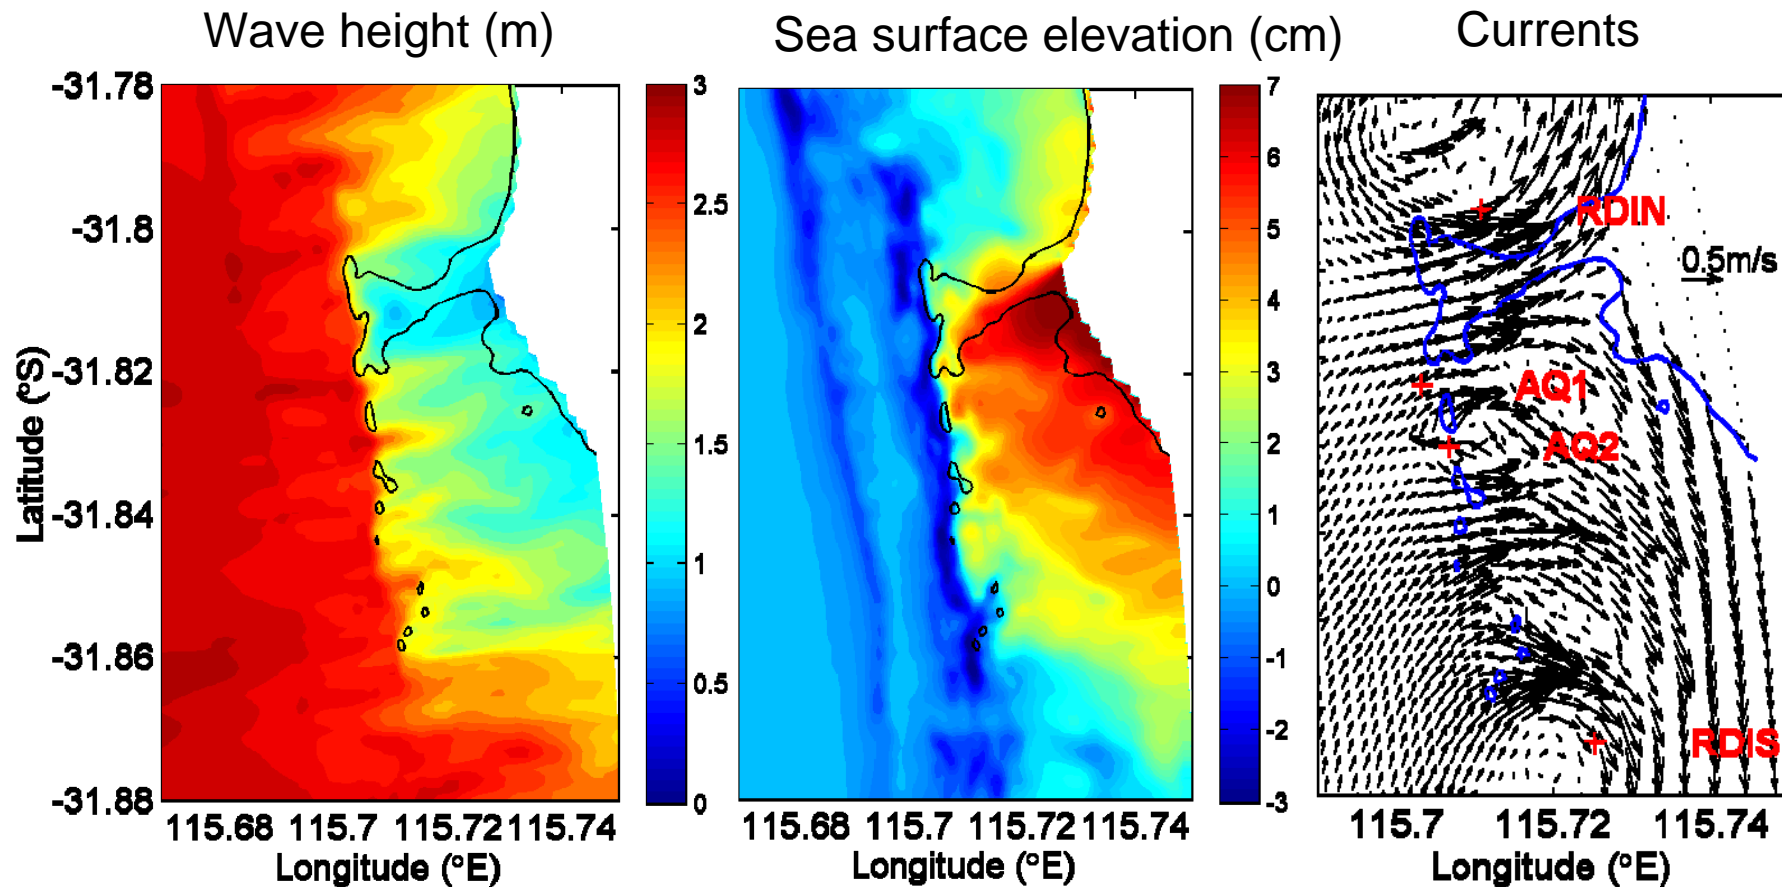 Wave height (m)
Sea surface elevation (cm)
Currents
-31.78
-31.8
-31.82
-31.84
-31.86
-31.88
Latitude (°S)
115.68 115.7 115.72 115.74
Longitude (°E)
3
2.5
2
1.5
1
0.5
0
115.68 115.7 115.72 115.74
Longitude (°E)
7
6
5
4
3
2
1
0
-1
-2
-3
RDIN
0.5m/s
AQ1
AQ2
RDIS
115.7 115.72 115.74
Longitude (°E)